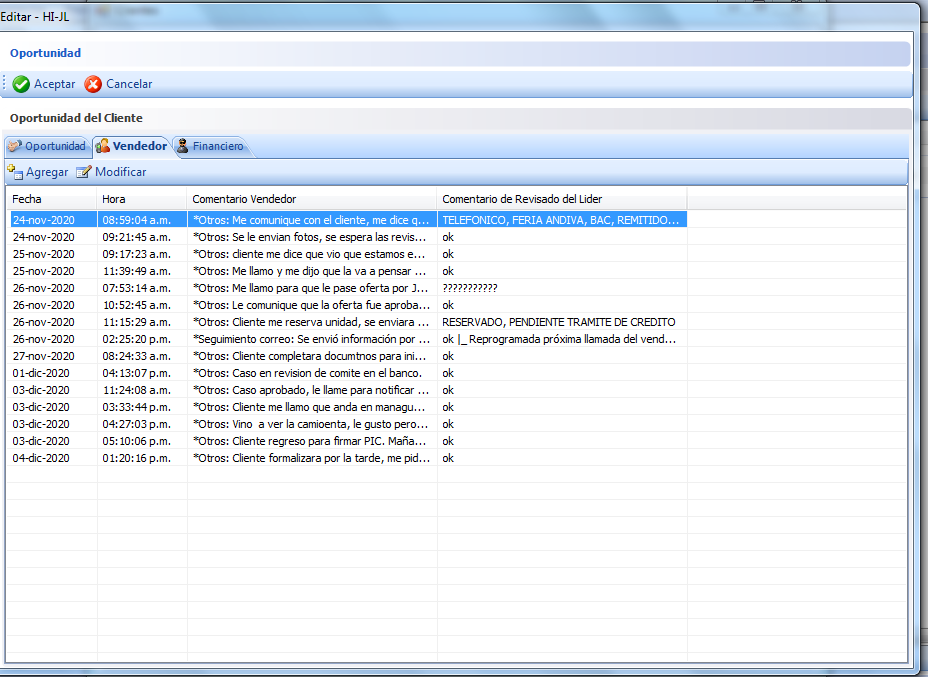 Editar - HI-JL
Oportunidad
Aceptar Cancelar
Oportunidad del Cliente
Oportunidad Vendedor Financiero
Agregar Modificar
Fecha Hora Comentario Vendedor Comentario de Revisado del Lider
24-nov-2020 08:59:04 a.m. *Otros: Me comunique con el cliente, me dice q... TELEFONICO, FERIA ANDIVA, BAC, REMITIDO...
24-nov-2020 09:21:45 a.m. *Otros: Se le envian fotos, se espera las revis... ok
25-nov-2020 09:17:23 a.m. *Otros: cliente me dice que vio que estamos e... ok
25-nov-2020 11:39:49 a.m. *Otros: Me llamo y me dijo que la va a pensar ... ok
26-nov-2020 07:53:14 a.m. *Otros: Me llamo para que le pase oferta por J... ???????????
26-nov-2020 10:52:45 a.m. *Otros: Le comunique que la oferta fue aproba... ok
26-nov-2020 11:15:29 a.m. *Otros: Cliente me reserva unidad, se enviara ... RESERVADO, PENDIENTE TRAMITE DE CREDITO
26-nov-2020 02:25:20 p.m. *Seguimiento correo: Se envió información por ... ok |_Reprogramada próxima llamada del vend...
27-nov-2020 08:24:33 a.m. *Otros: Cliente completara documtnos para ini... ok
01-dic-2020 04:13:07 p.m. *Otros: Caso en revision de comite en el banco. ok
03-dic-2020 11:24:08 a.m. *Otros: Caso aprobado, le llame para notificar ... ok
03-dic-2020 03:33:44 p.m. *Otros: Cliente me llamo que anda en managu... ok
03-dic-2020 04:27:03 p.m. *Otros: Vino  a ver la camioenta, le gusto pero... ok
03-dic-2020 05:10:06 p.m. *Otros: Cliente regreso para firmar PIC. Maña... ok
04-dic-2020 01:20:16 p.m. *Otros: Cliente formalizara por la tarde, me pid... ok